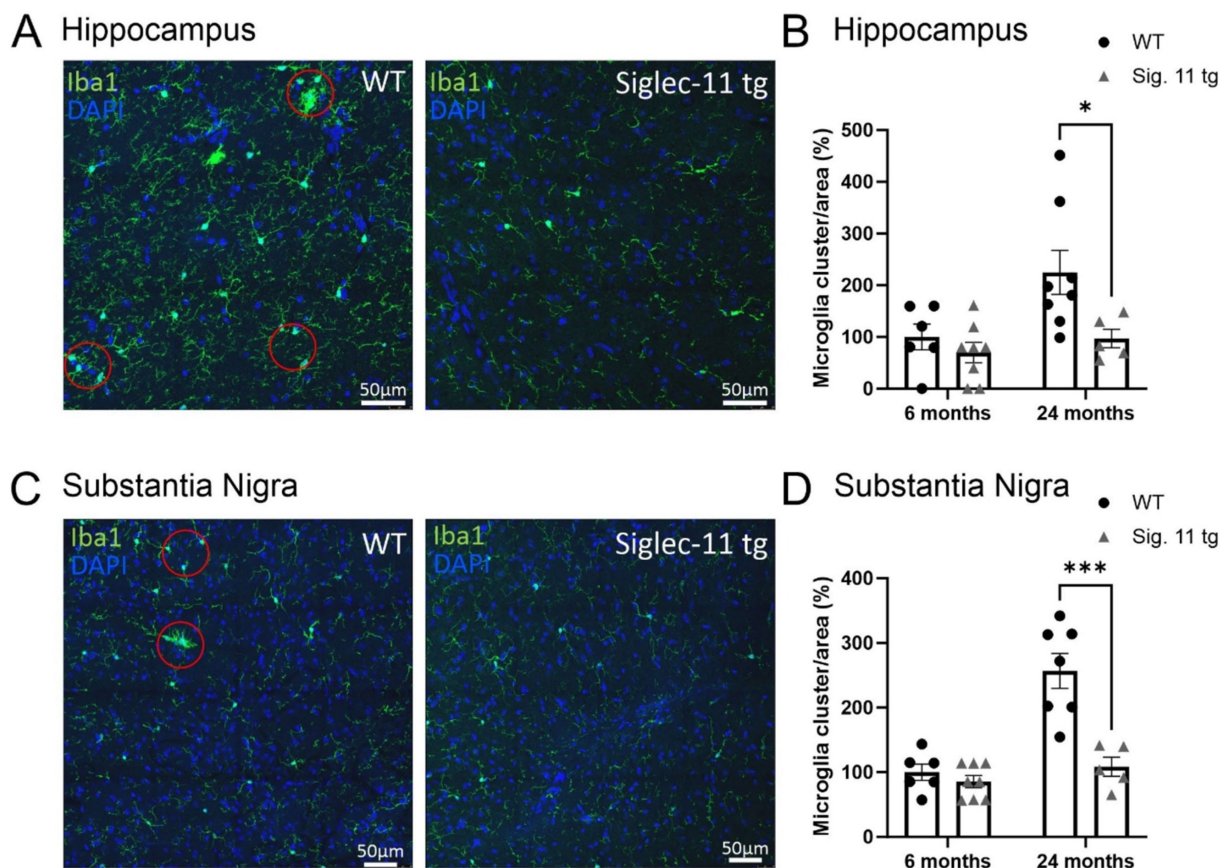 A Hippocampus
Iba1
DAPI
WT
50µm
Iba1
DAPI
Siglec-11 tg
50µm
B Hippocampus
WT
Sig. 11 tg
*
Microglia cluster/area (%)
500
400
300
200
100
0
6 months
24 months
C Substantia Nigra
Iba1
DAPI
WT
50µm
Iba1
DAPI
Siglec-11 tg
50µm
D Substantia Nigra
WT
Sig. 11 tg
***
Microglia cluster/area (%)
400
300
200
100
0
6 months
24 months